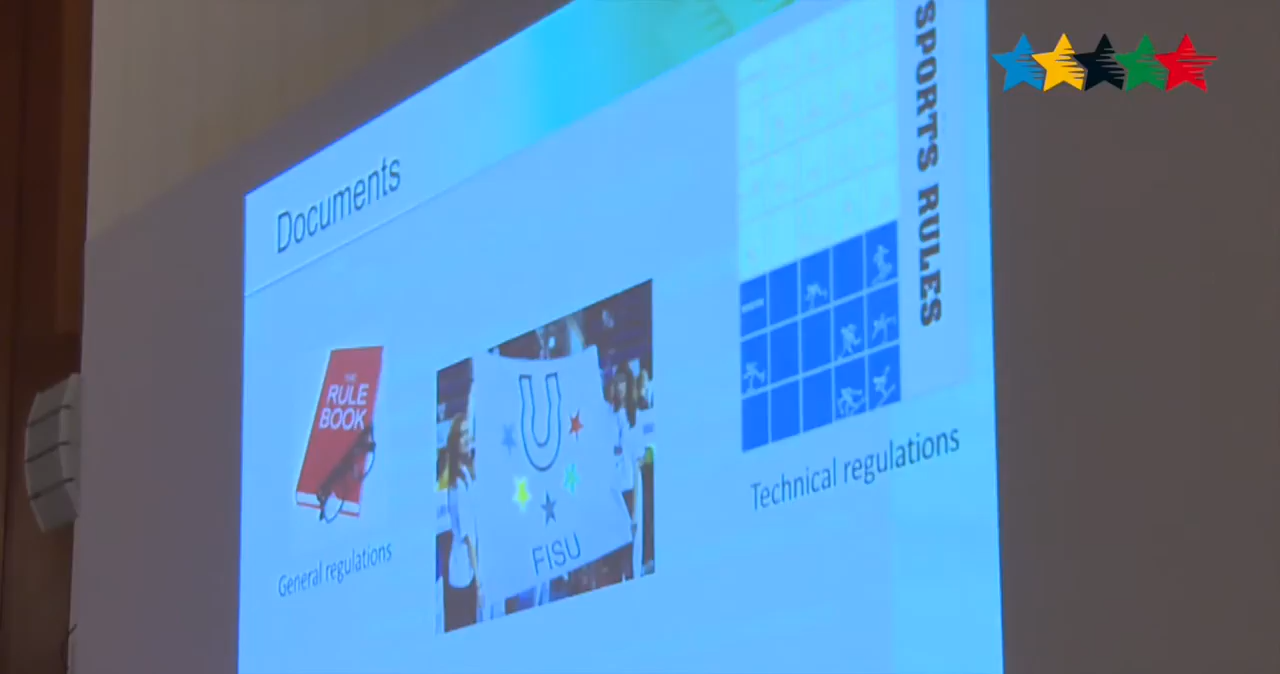 Documents
SPORTS RULES
THE
RULE
BOOK
U
FISU
General regulations
Technical regulations